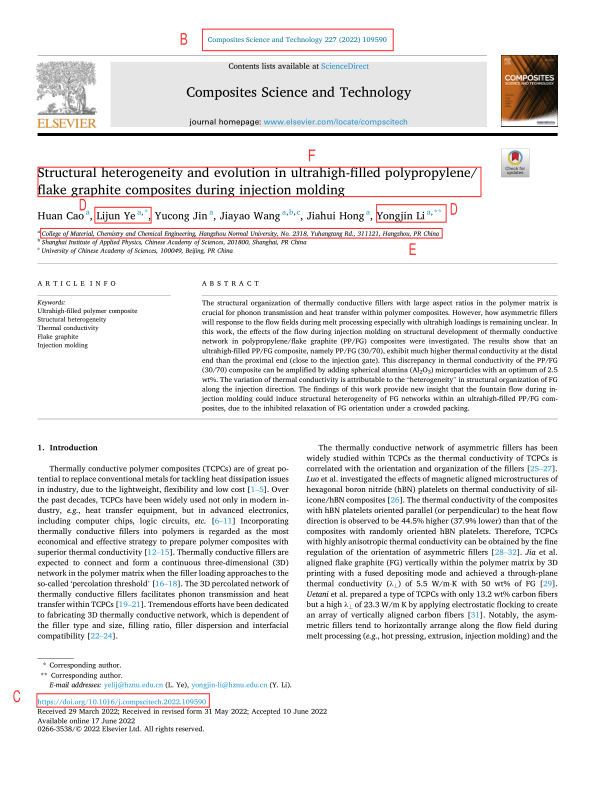 B
Composites Science and Technology 227 (2022) 109590
Contents lists available at ScienceDirect
Composites Science and Technology
journal homepage: www.elsevier.com/locate/compscitech
ELSEVIER
COMPOSITES
SCIENCE AND TECHNOLOGY
F
Check for
updates
Structural heterogeneity and evolution in ultrahigh-filled polypropylene/
flake graphite composites during injection molding
D
Huan Cao a, Lijun Ye a,*, Yucong Jin a, Jiayao Wang a,b,c, Jiahui Hong a, Yongjin Li a,**
D
a College of Material, Chemistry and Chemical Engineering, Hangzhou Normal University, No. 2318, Yuhangtang Rd., 311121, Hangzhou, PR China
b Shanghai Institute of Applied Physics, Chinese Academy of Sciences, 201800, Shanghai, PR China
c University of Chinese Academy of Sciences, 100049, Beijing, PR China
E
ARTICLE INFO
Keywords:
Ultrahigh-filled polymer composite
Structural heterogeneity
Thermal conductivity
Flake graphite
Injection molding
ABSTRACT
The structural organization of thermally conductive fillers with large aspect ratios in the polymer matrix is
crucial for phonon transmission and heat transfer within polymer composites. However, how asymmetric fillers
will response to the flow fields during melt processing especially with ultrahigh loadings is remaining unclear. In
this work, the effects of the flow during injection molding on structural development of thermally conductive
network in polypropylene/flake graphite (PP/FG) composites were investigated. The results show that an
ultrahigh-filled PP/FG composite, namely PP/FG (30/70), exhibit much higher thermal conductivity at the distal
end than the proximal end (close to the injection gate). This discrepancy in thermal conductivity of the PP/FG
(30/70) composite can be amplified by adding spherical alumina (Al2O3) microparticles with an optimum of 2.5
wt%. The variation of thermal conductivity is attributable to the "heterogeneity" in structural organization of FG
along the injection direction. The findings of this work provide new insight that the fountain flow during in-
jection molding could induce structural heterogeneity of FG networks within an ultrahigh-filled PP/FG com-
posites, due to the inhibited relaxation of FG orientation under a crowded packing.
1. Introduction
Thermally conductive polymer composites (TCPCs) are of great po-
tential to replace conventional metals for tackling heat dissipation issues
in industry, due to the lightweight, flexibility and low cost [1–5]. Over
the past decades, TCPCs have been widely used not only in modern in-
dustry, e.g., heat transfer equipment, but in advanced electronics,
including computer chips, logic circuits, etc. [6–11] Incorporating
thermally conductive fillers into polymers is regarded as the most
economical and effective strategy to prepare polymer composites with
superior thermal conductivity [12–15]. Thermally conductive fillers are
expected to connect and form a continuous three-dimensional (3D)
network in the polymer matrix when the filler loading approaches to the
so-called 'percolation threshold' [16–18]. The 3D percolated network of
thermally conductive fillers facilitates phonon transmission and heat
transfer within TCPCs [19–21]. Tremendous efforts have been dedicated
to fabricating 3D thermally conductive network, which is dependent of
the filler type and size, filling ratio, filler dispersion and interfacial
compatibility [22–24].
The thermally conductive network of asymmetric fillers has been
widely studied within TCPCs as the thermal conductivity of TCPCs is
correlated with the orientation and organization of the fillers [25–27].
Luo et al. investigated the effects of magnetic aligned microstructures of
hexagonal boron nitride (hBN) platelets on thermal conductivity of sil-
icone/hBN composites [26]. The thermal conductivity of the composites
with hBN platelets oriented parallel (or perpendicular) to the heat flow
direction is observed to be 44.5% higher (37.9% lower) than that of the
composites with randomly oriented hBN platelets. Therefore, TCPCs
with highly anisotropic thermal conductivity can be obtained by the fine
regulation of the orientation of asymmetric fillers [28–32]. Jia et al.
aligned flake graphite (FG) vertically within the polymer matrix by 3D
printing with a fused depositing mode and achieved a through-plane
thermal conductivity (λ⊥) of 5.5 W/m·K with 50 wt% of FG [29].
Uetani et al. prepared a type of TCPCs with only 13.2 wt% carbon fibers
but a high λ⊥ of 23.3 W/m K by applying electrostatic flocking to create
an array of vertically aligned carbon fibers [31]. Notably, the asym-
metric fillers tend to horizontally arrange along the flow field during
melt processing (e.g., hot pressing, extrusion, injection molding) and the
* Corresponding author.
** Corresponding author.
E-mail addresses: yelij@hznu.edu.cn (L. Ye), yongjin-li@hznu.edu.cn (Y. Li).
C
https://doi.org/10.1016/j.compscitech.2022.109590
Received 29 March 2022; Received in revised form 31 May 2022; Accepted 10 June 2022
Available online 17 June 2022
0266-3538/© 2022 Elsevier Ltd. All rights reserved.